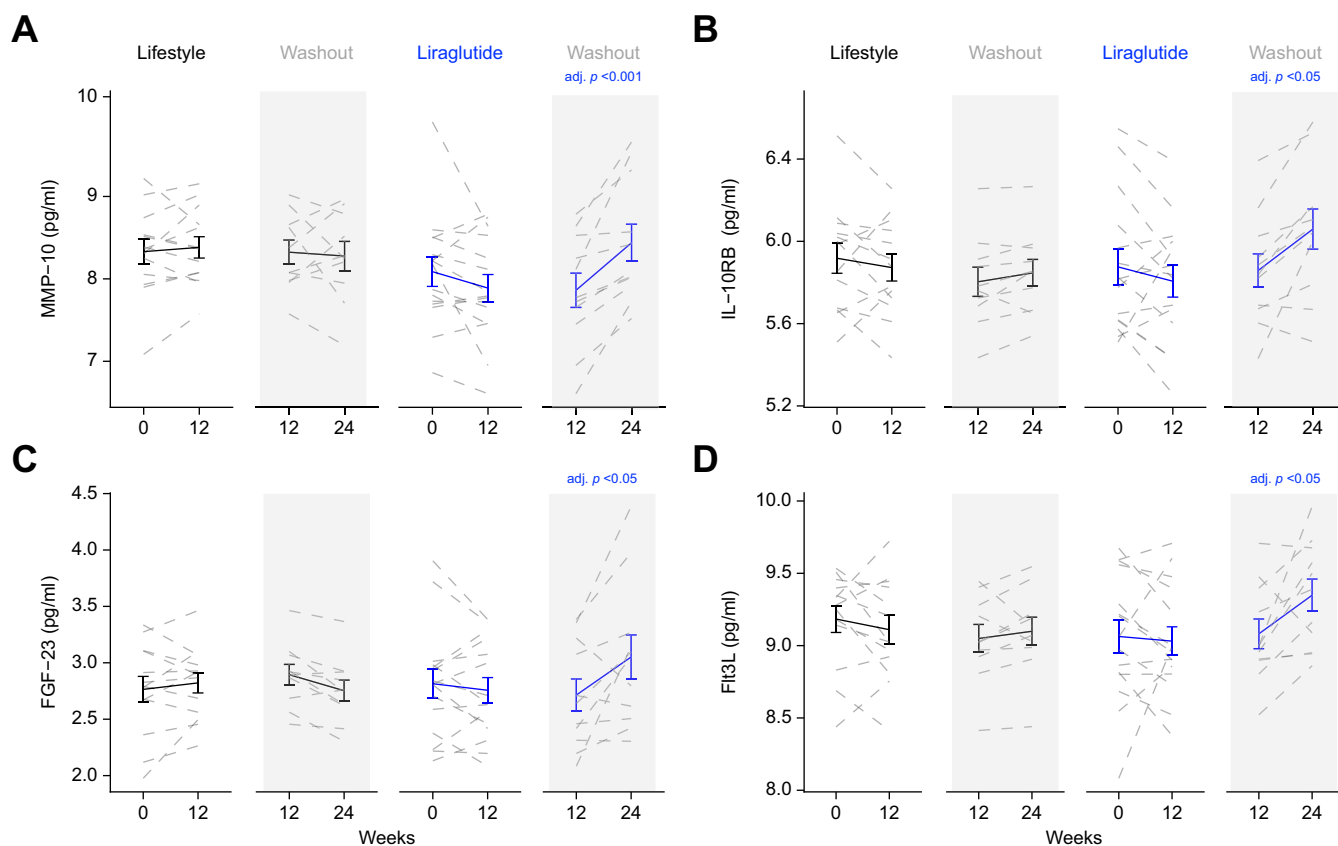 A
Lifestyle
Washout
Liraglutide
Washout
adj. p <0.001
MMP−10 (pg/ml)
10
9
8
7
0 12
12 24
0 12
12 24
B
Lifestyle
Washout
Liraglutide
Washout
adj. p <0.05
IL−10RB (pg/ml)
6.4
6.0
5.6
5.2
0 12
12 24
0 12
12 24
C
adj. p <0.05
FGF−23 (pg/ml)
4.5
4.0
3.5
3.0
2.5
2.0
0 12
12 24
0 12
12 24
Weeks
D
adj. p <0.05
Flt3L (pg/ml)
10.0
9.5
9.0
8.5
8.0
0 12
12 24
0 12
12 24
Weeks